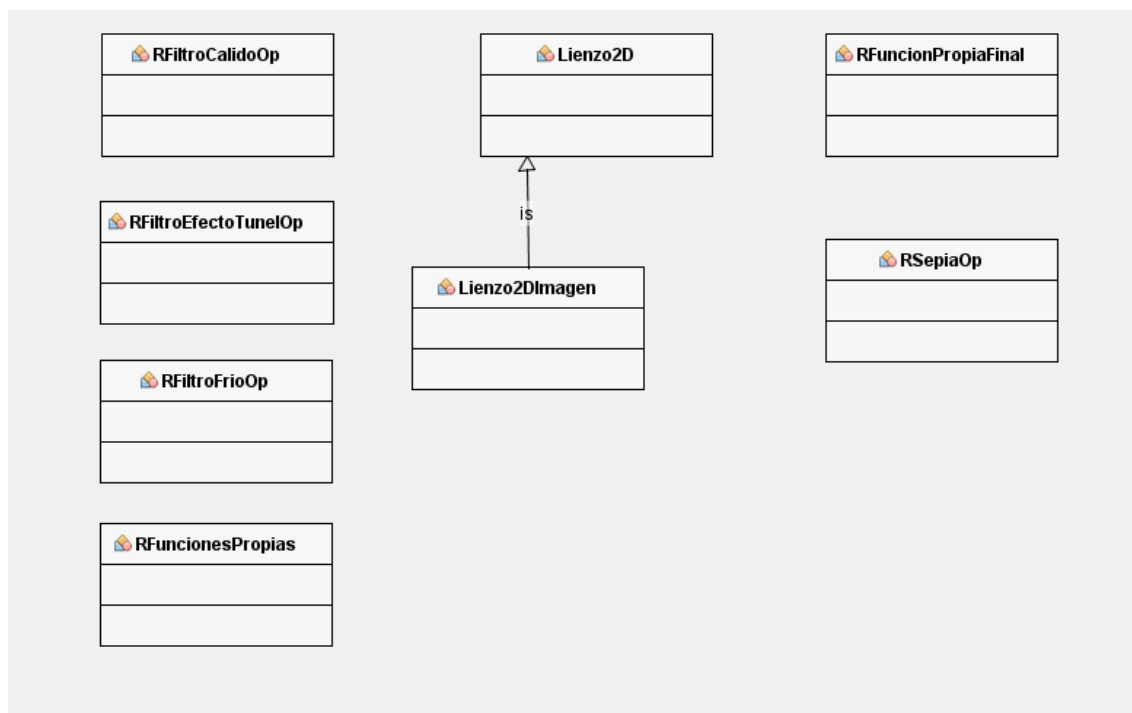 RFiltroCalidoOp
Lienzo2D
RFuncionPropiaFinal
RFiltroEfectoTunelOp
is
RSepiaOp
Lienzo2DImagen
RFiltroFrioOp
RFuncionesPropias